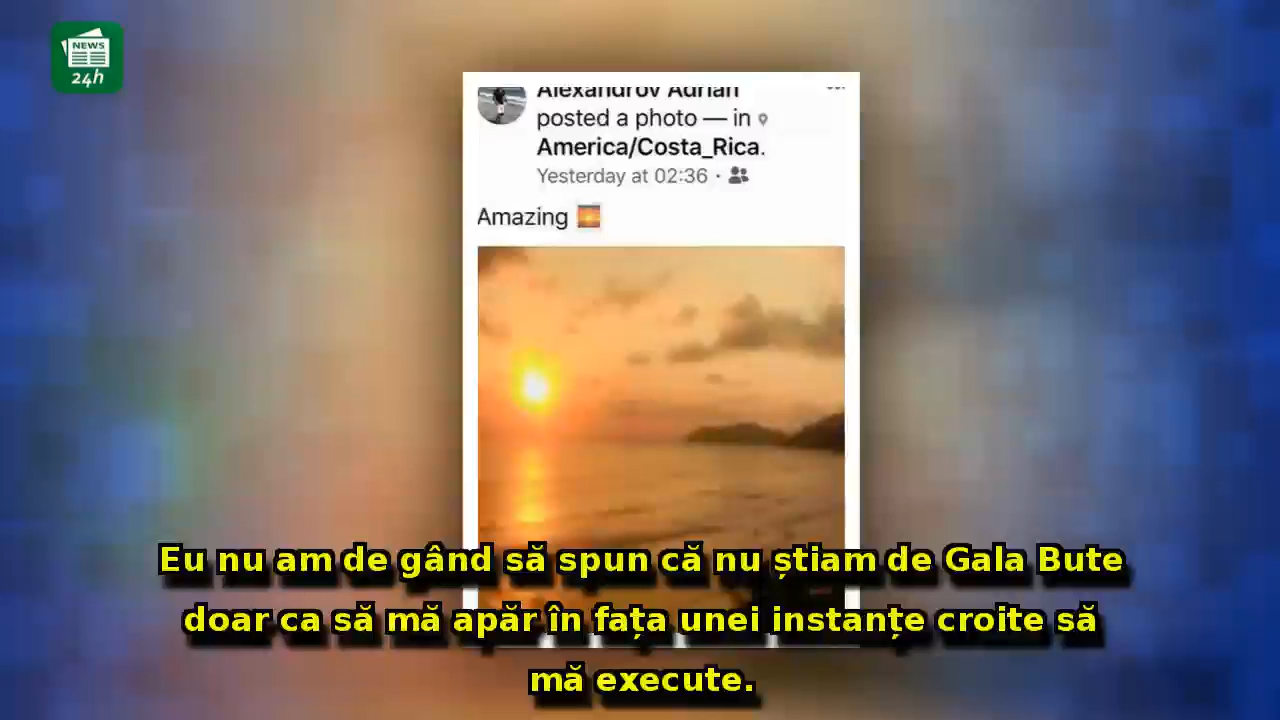 NEWS
24h
Alexandrov Adrian
posted a photo — in
America/Costa_Rica.
Yesterday at 02:36 ·
Amazing
Eu nu am de gând să spun că nu știam de Gala Bute
doar ca să mă apăr în fața unei instanțe croite să
mă execute.